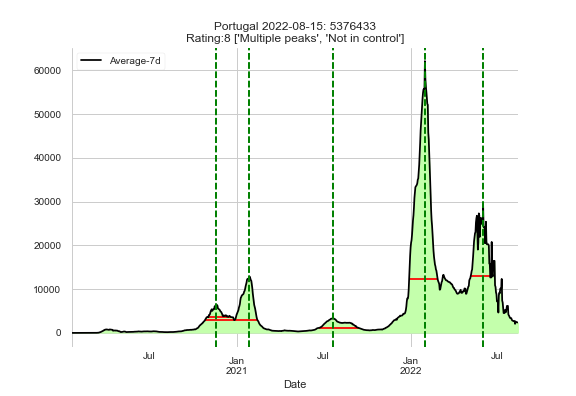 Portugal 2022-08-15: 5376433
Rating:8 ['Multiple peaks', 'Not in control']
Average-7d
60000
50000
40000
30000
20000
10000
0
Jul
Jan
2021
Jul
Jan
2022
Jul
Date